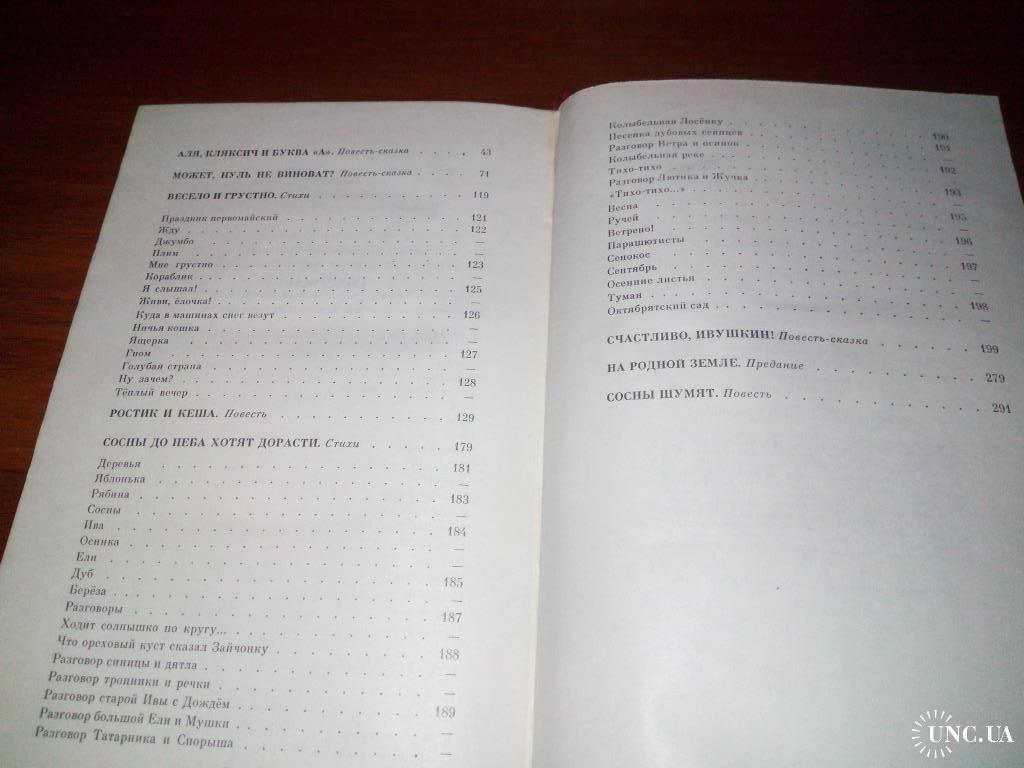 АЛЯ, КЛЯКСИЧ И БУКВА «А». Повесть-сказка . . . . 43
МОЖЕТ, НУЛЬ НЕ ВИНОВАТ? Повесть-сказка . . . . 71
ВЕСЕЛО И ГРУСТНО. Стихи . . . . 119
Праздник первомайский . . . . 121
Жду . . . . 122
Джумбо . . . . —
Плим . . . . —
Мне грустно . . . . 123
Кораблик . . . . —
Я слышал! . . . . 125
Живи, ёлочка! . . . . —
Куда в машинах снег везут . . . . 126
Ничья кошка . . . . —
Ящерка . . . . —
Гном . . . . 127
Голубая страна . . . . —
Ну зачем? . . . . 128
Тёплый вечер . . . . —
РОСТИК И КЕША. Повесть . . . . 129
СОСНЫ ДО НЕБА ХОТЯТ ДОРАСТИ. Стихи . . . . 179
Деревья . . . . 181
Яблонька . . . . —
Рябина . . . . 183
Сосны . . . . —
Ива . . . . 184
Осинка . . . . —
Ели . . . . —
Дуб . . . . 185
Берёза . . . . —
Разговоры . . . . 187
Ходит солнышко по кругу... . . . . —
Что ореховый куст сказал Зайчонку . . . . 188
Разговор синицы и дятла . . . . —
Разговор тропинки и речки . . . . —
Разговор старой Ивы с Дождём . . . . 189
Разговор большой Ели и Мушки . . . . —
Разговор Татарника и Спорыша . . . . —
Колыбельная Лосёнку . . . . 190
Песенка дубовых сеянцев . . . . 191
Разговор Ветра и осинок . . . . —
Колыбельная реке . . . . 192
Тихо-тихо . . . . —
Разговор Лютика и Жучка . . . . 193
«Тихо-тихо...» . . . . —
Весна . . . . 195
Ручей . . . . —
Ветрено! . . . . 196
Парашютисты . . . . —
Сенокос . . . . 197
Сентябрь . . . . —
Осенние листья . . . . —
Туман . . . . 198
Октябрятский сад . . . . —
СЧАСТЛИВО, ИВУШКИН! Повесть-сказка . . . . 199
НА РОДНОЙ ЗЕМЛЕ. Предание . . . . 279
СОСНЫ ШУМЯТ. Повесть . . . . 291
UNC.UA